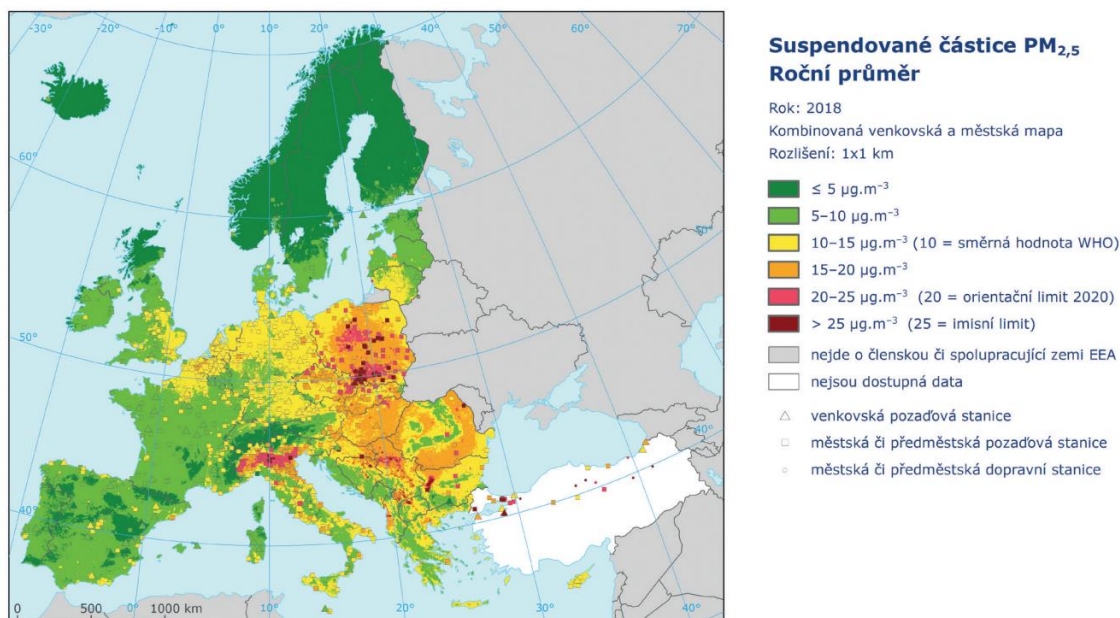 -30° -20° -10° 0° 10° 20° 30° 40° 50° 60° 70°
60°
50°
50°
40°
40°
0 500 1000 km
0° 10° 20° 30° 40°
Suspendované částice PM2,5
Roční průměr
Rok: 2018
Kombinovaná venkovská a městská mapa
Rozlišení: 1x1 km
≤ 5 µg.m⁻³
5–10 µg.m⁻³
10–15 µg.m⁻³ (10 = směrná hodnota WHO)
15–20 µg.m⁻³
20–25 µg.m⁻³ (20 = orientační limit 2020)
> 25 µg.m⁻³ (25 = imisní limit)
nejde o členskou či spolupracující zemi EEA
nejsou dostupná data
venkovská pozaďová stanice
městská či předměstská pozaďová stanice
městská či předměstská dopravní stanice